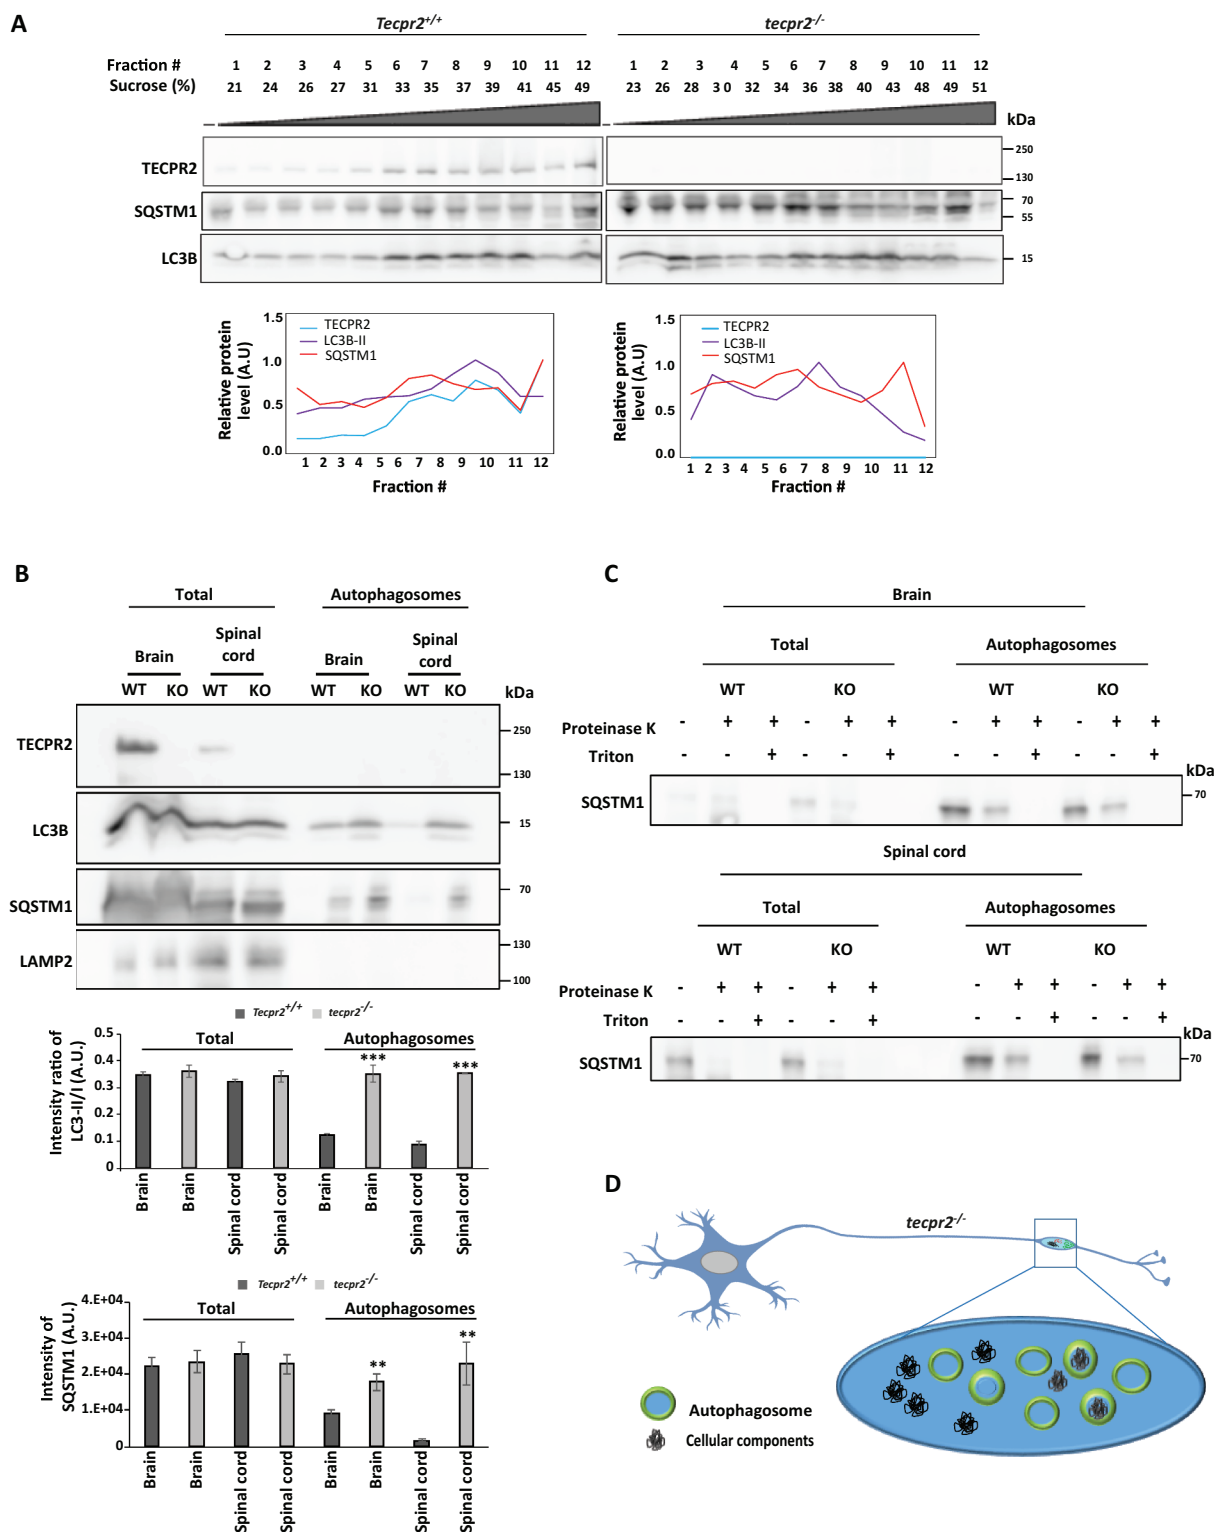 A
Tecpr2+/+ tecpr2-/-
Fraction # 1 2 3 4 5 6 7 8 9 10 11 12 1 2 3 4 5 6 7 8 9 10 11 12
Sucrose (%) 21 24 26 27 31 33 35 37 39 41 45 49 23 26 28 3 0 32 34 36 38 40 43 48 49 51
kDa
TECPR2 250
130
SQSTM1 70
55
LC3B 15
1.5 TECPR2 1.5 TECPR2
LC3B-II LC3B-II
SQSTM1 SQSTM1
1.0 1.0
0.5 0.5
0.0 0.0
Relative protein level (A.U) Relative protein level (A.U)
1 2 3 4 5 6 7 8 9 10 11 12 1 2 3 4 5 6 7 8 9 10 11 12
Fraction # Fraction #
B
Total Autophagosomes
Brain Spinal cord Brain Spinal cord
WT KO WT KO WT KO WT KO kDa
TECPR2 250
130
LC3B 15
SQSTM1 70
LAMP2 130
100
Tecpr2+/+ tecpr2-/-
Total Autophagosomes
Intensity ratio of LC3-II/I (A.U.)
0.5
0.4 *** ***
0.3
0.2
0.1
0
Brain Brain Spinal cord Spinal cord Brain Brain Spinal cord Spinal cord
Tecpr2+/+ tecpr2-/-
Total Autophagosomes
Intensity of SQSTM1 (A.U.)
4.E+04
3.E+04 ** **
2.E+04
1.E+04
0
Brain Brain Spinal cord Spinal cord Brain Brain Spinal cord Spinal cord
C
Brain
Total Autophagosomes
WT KO WT KO
Proteinase K - + + - + + - + + - + +
Triton - - + - - + - - + - - +
kDa
SQSTM1 70
Spinal cord
Total Autophagosomes
WT KO WT KO
Proteinase K - + + - + + - + + - + +
Triton - - + - - + - - + - - +
kDa
SQSTM1 70
D
tecpr2-/-
Autophagosome
Cellular components